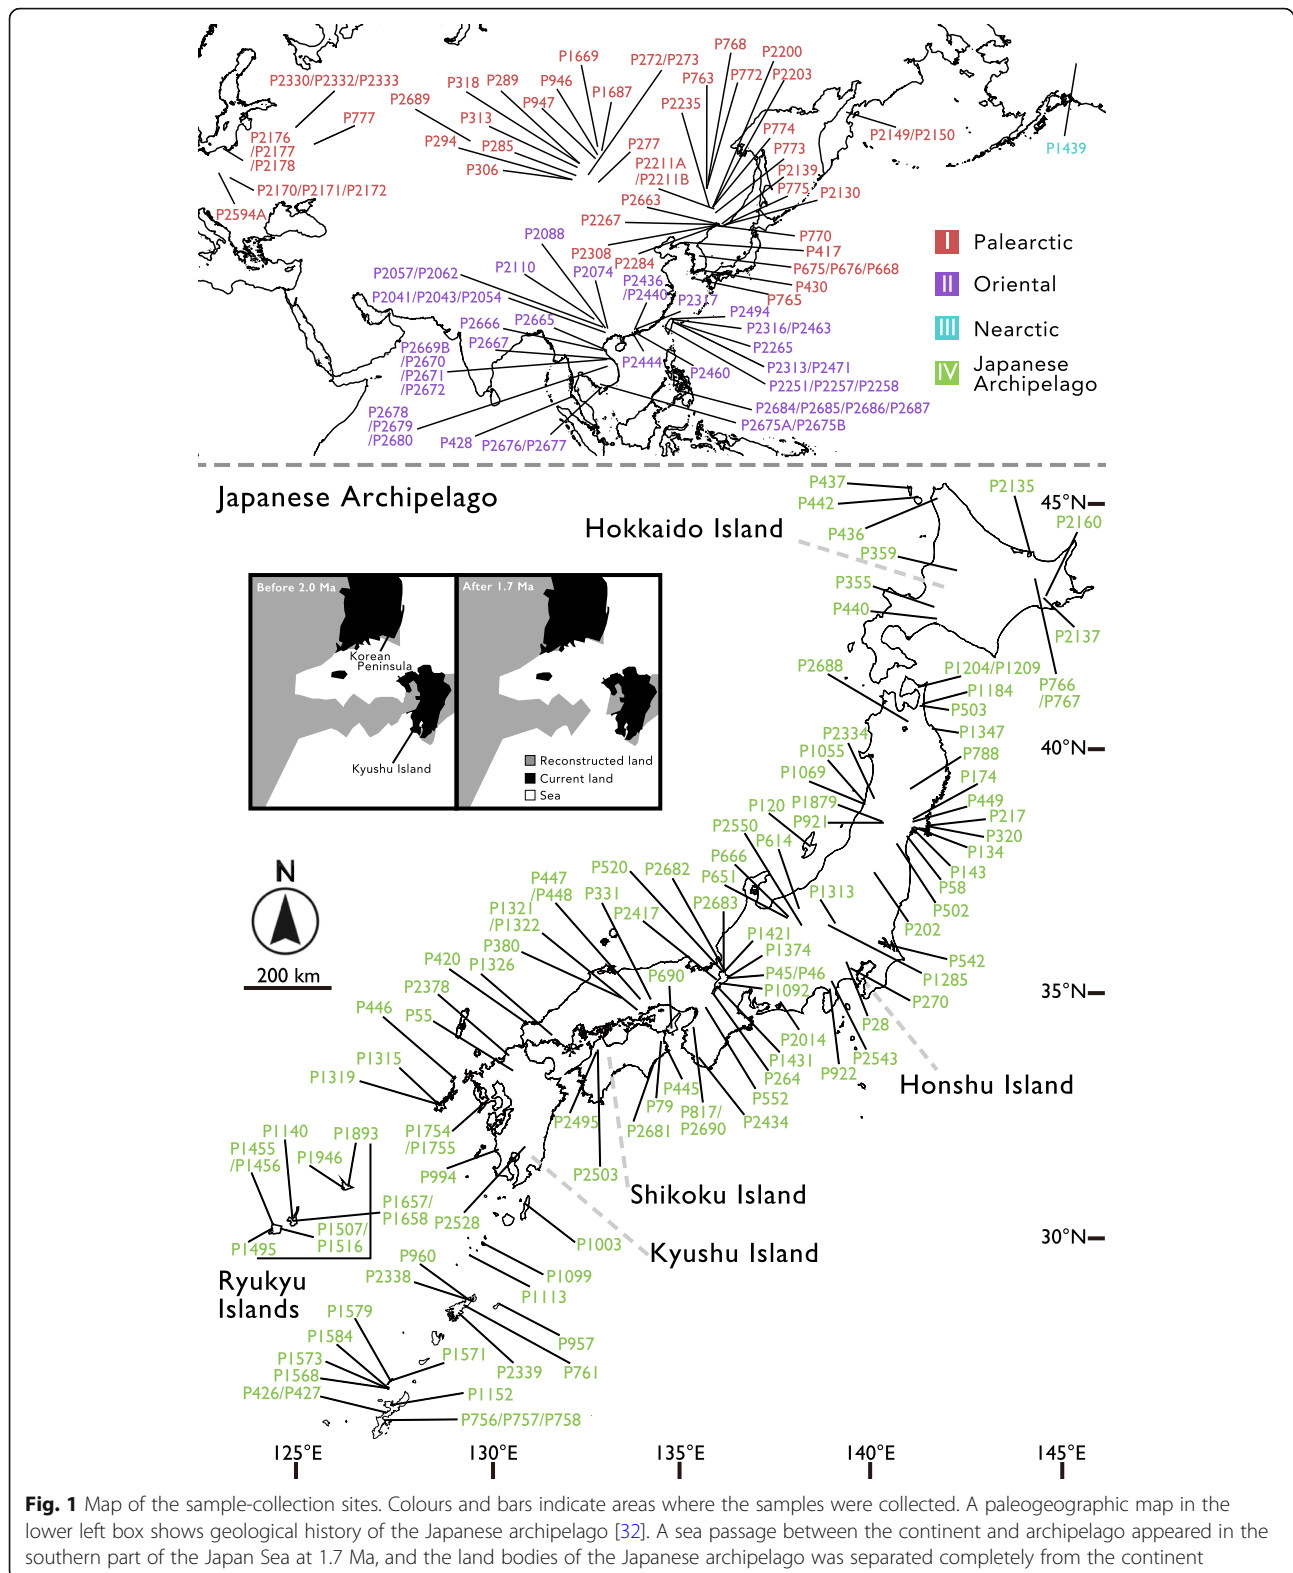 P1669
P272/P273
P768
P2200
P2330/P2332/P2333
P318
P289
P946
P763
P772
P2203
P2689
P947
P1687
P2235
P777
P313
P774
P2149/P2150
P2176
/P2177
/P2178
P294
P285
P277
P773
P1439
P306
P2211A
/P2211B
P2139
P2170/P2171/P2172
P775
P2130
P2663
P2594A
P2267
P2088
P770
I Palearctic
P417
P2308
P2284
P2057/P2062
P2110
P2074
P675/P676/P668
P2436
/P2440
P430
II Oriental
P2041/P2043/P2054
P2317
P765
P2494
P2666
P2665
P2316/P2463
III Nearctic
P2669B
/P2670
/P2671
/P2672
P2667
P2444
P2460
P2265
P2313/P2471
IV Japanese
Archipelago
P2251/P2257/P2258
P2678
/P2679
/P2680
P428
P2676/P2677
P2684/P2685/P2686/P2687
P2675A/P2675B
Japanese Archipelago
Hokkaido Island
P437
P442
P436
P2135
45°N
P2160
P359
P355
P440
P2137
Before 2.0 Ma
After 1.7 Ma
Korean
Peninsula
Kyushu Island
Reconstructed land
Current land
Sea
P2688
P1204/P1209
P1184
P766
/P767
P503
P1347
40°N
P2334
P1055
P788
P1069
P174
P120
P1879
P449
P921
P217
P2550
P614
P320
P134
P666
P520
P2682
P651
P143
P58
P447
/P448
P331
P1313
P502
P1321
/P1322
P2417
P2683
P202
P380
P1421
P1374
P542
P420
P1326
P690
P45/P46
P1285
P1092
P270
35°N
N
200 km
P2378
P446
P55
P28
P2014
P1315
P1431
P2543
P1319
P264
P922
Honshu Island
P445
P552
P79
P2495
P817/
P2690
P2434
P2681
P1140
P1893
P1754
/P1755
P1455
/P1456
P1946
P994
P2503
Shikoku Island
P1657/
P1658
P2528
P1507/
P1516
P1495
P1003
Kyushu Island
30°N
Ryukyu
Islands
P960
P2338
P1099
P1113
P1579
P1584
P957
P1573
P1571
P2339
P761
P1568
P426/P427
P1152
P756/P757/P758
125°E
130°E
135°E
140°E
145°E
Fig. 1 Map of the sample-collection sites. Colours and bars indicate areas where the samples were collected. A paleogeographic map in the
lower left box shows geological history of the Japanese archipelago [32]. A sea passage between the continent and archipelago appeared in the
southern part of the Japan Sea at 1.7 Ma, and the land bodies of the Japanese archipelago was separated completely from the continent